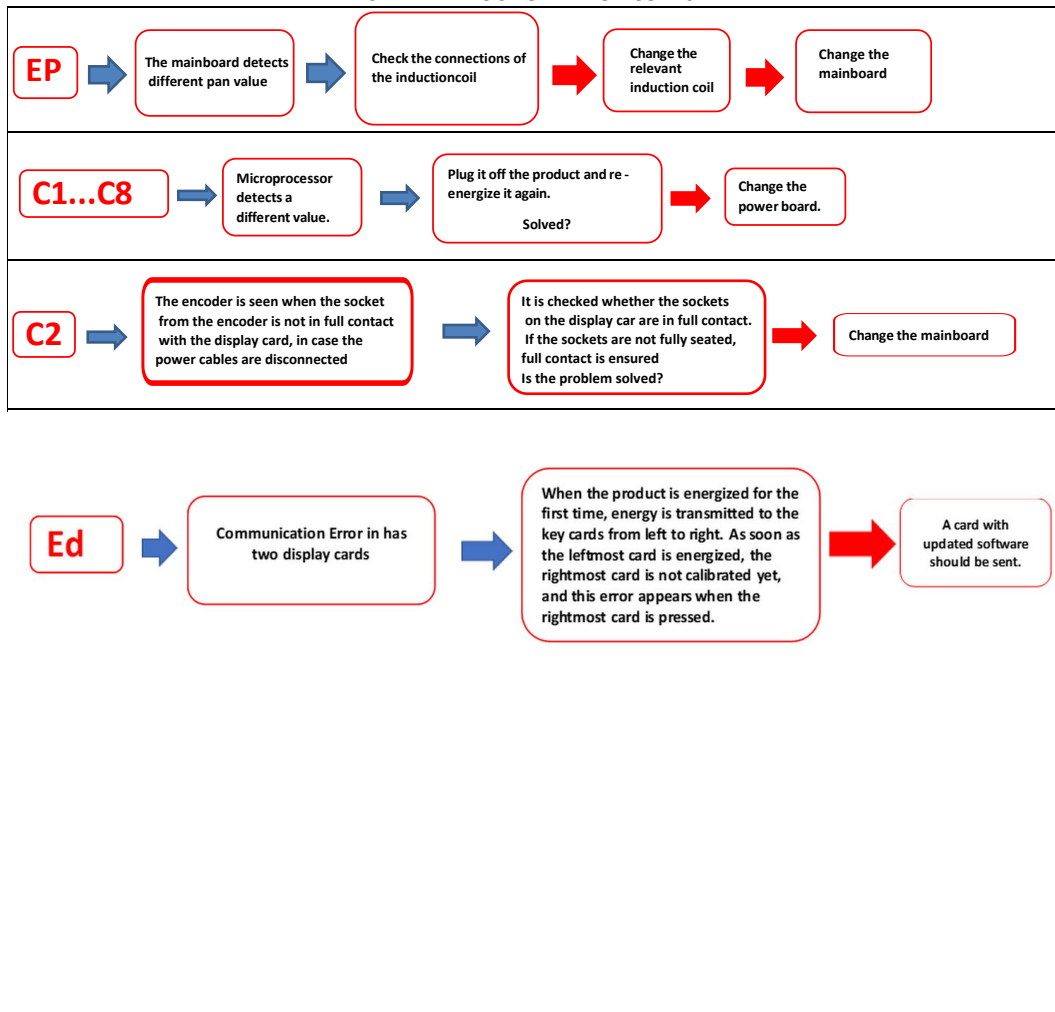 EP
The mainboard detects
different pan value
Check the connections of
the inductioncoil
Change the
relevant
induction coil
Change the
mainboard
C1...C8
Microprocessor
detects a
different value.
Plug it off the product and re -
energize it again.
Solved?
Change the
power board.
C2
The encoder is seen when the socket
from the encoder is not in full contact
with the display card, in case the
power cables are disconnected
It is checked whether the sockets
on the display car are in full contact.
If the sockets are not fully seated,
full contact is ensured
Is the problem solved?
Change the mainboard
Ed
Communication Error in has
two display cards
When the product is energized for the
first time, energy is transmitted to the
key cards from left to right. As soon as
the leftmost card is energized, the
rightmost card is not calibrated yet,
and this error appears when the
rightmost card is pressed.
A card with
updated software
should be sent.